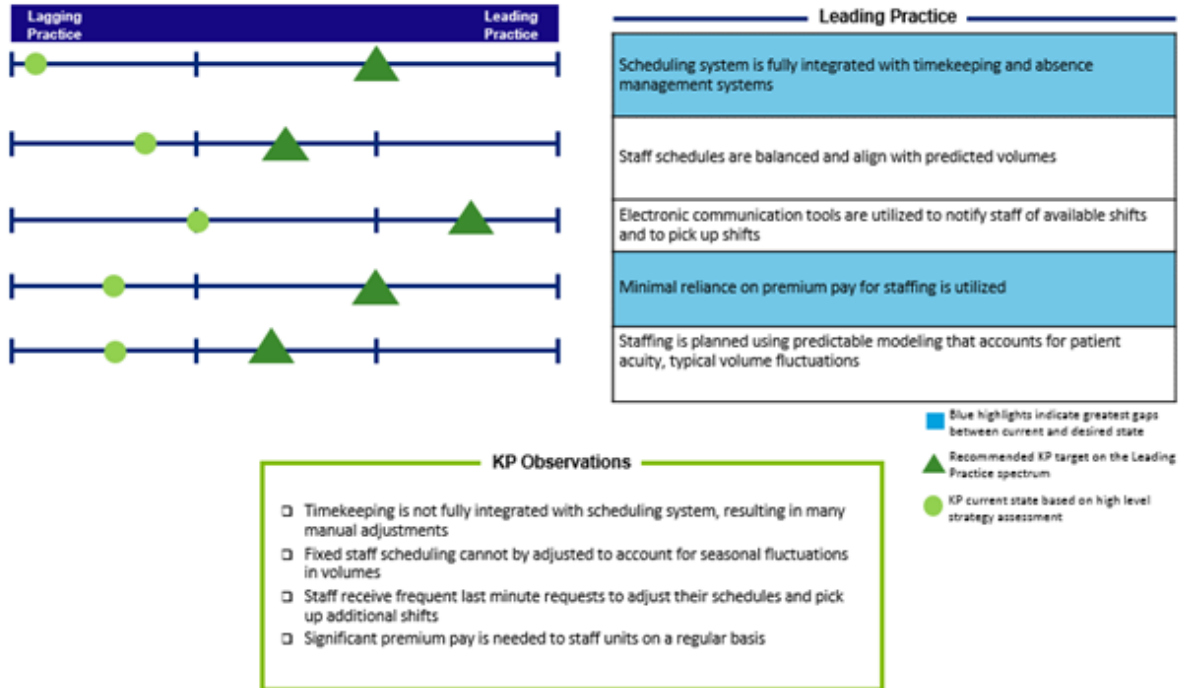 Lagging
Practice
Leading
Practice
Leading Practice
Scheduling system is fully integrated with timekeeping and absence
management systems
Staff schedules are balanced and align with predicted volumes
Electronic communication tools are utilized to notify staff of available shifts
and to pick up shifts
Minimal reliance on premium pay for staffing is utilized
Staffing is planned using predictable modeling that accounts for patient
acuity, typical volume fluctuations
Blue highlights indicate greatest gaps
between current and desired state
Recommended KP target on the Leading
Practice spectrum
KP current state based on high level
strategy assessment
KP Observations
Timekeeping is not fully integrated with scheduling system, resulting in many
manual adjustments
Fixed staff scheduling cannot by adjusted to account for seasonal fluctuations
in volumes
Staff receive frequent last minute requests to adjust their schedules and pick
up additional shifts
Significant premium pay is needed to staff units on a regular basis